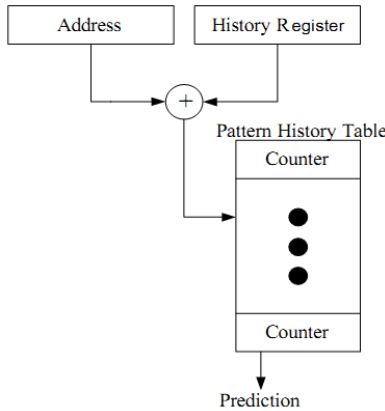 Address
History Register
+
Pattern History Table
Counter
Counter
Prediction